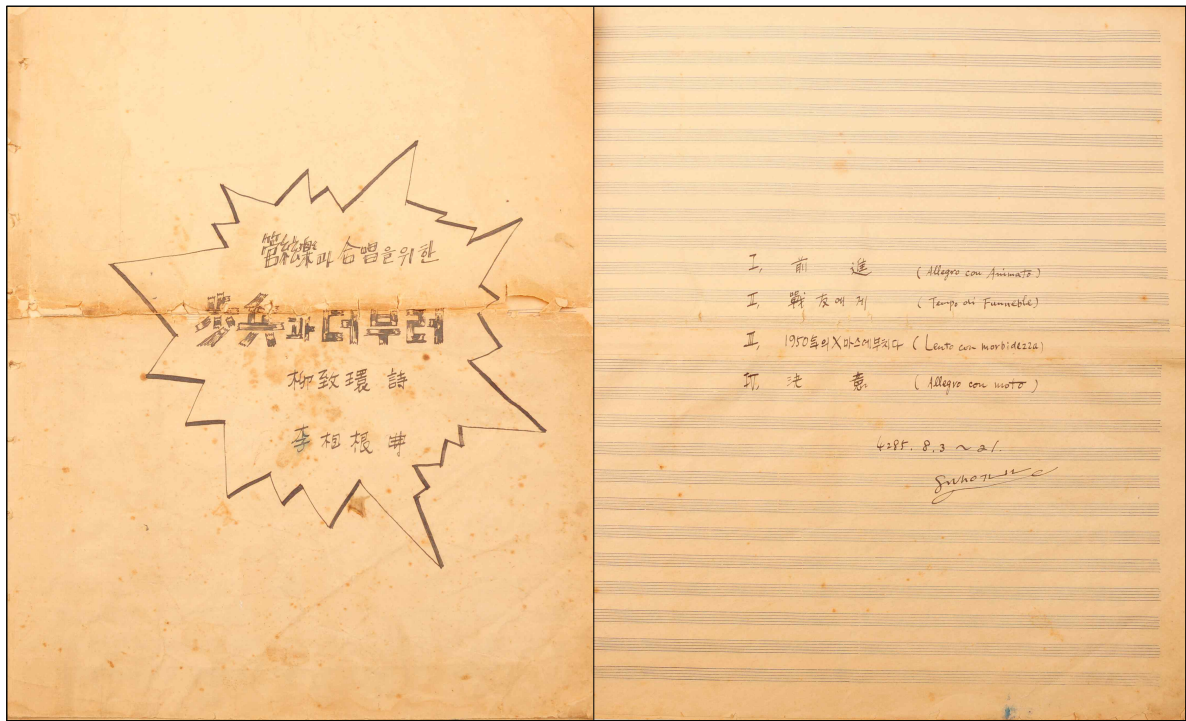 管絃樂과 合唱을 위한
步兵과 더부러
柳致環 詩
李相根 曲
I, 前 進 (Allegro con Animato)
II, 戰友에게 (Tempo di Funneble)
III, 1950年의 X마스에부치다 (Lento con morbidezza)
IV, 決 意 (Allegro con moto)
4285. 8. 3 ~ 21.